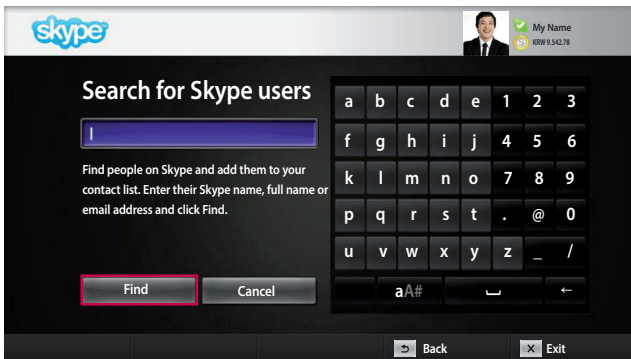 skype
My Name
KRW 9.542.78
Search for Skype users
Find people on Skype and add them to your
contact list. Enter their Skype name, full name or
email address and click Find.
Find Cancel
a b c d e 1 2 3
f g h i j 4 5 6
k l m n o 7 8 9
p q r s t . @ 0
u v w x y z _ /
aA# ←
Back X Exit